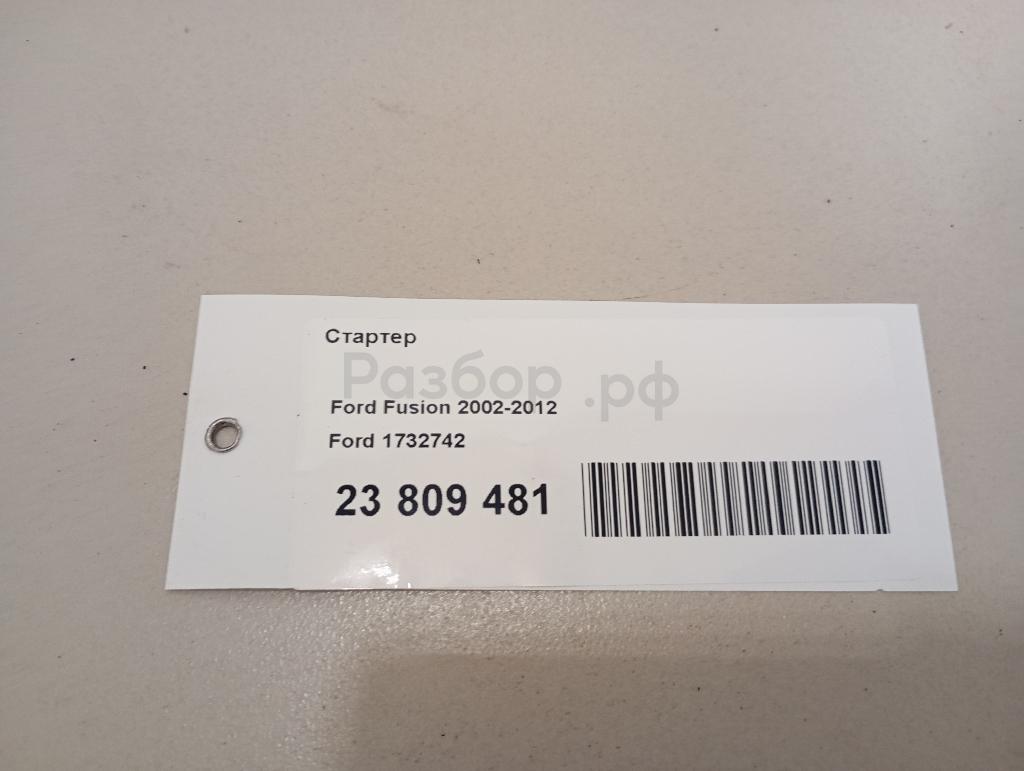 Стартер
Разбор.рф
Ford Fusion 2002-2012
Ford 1732742
23 809 481